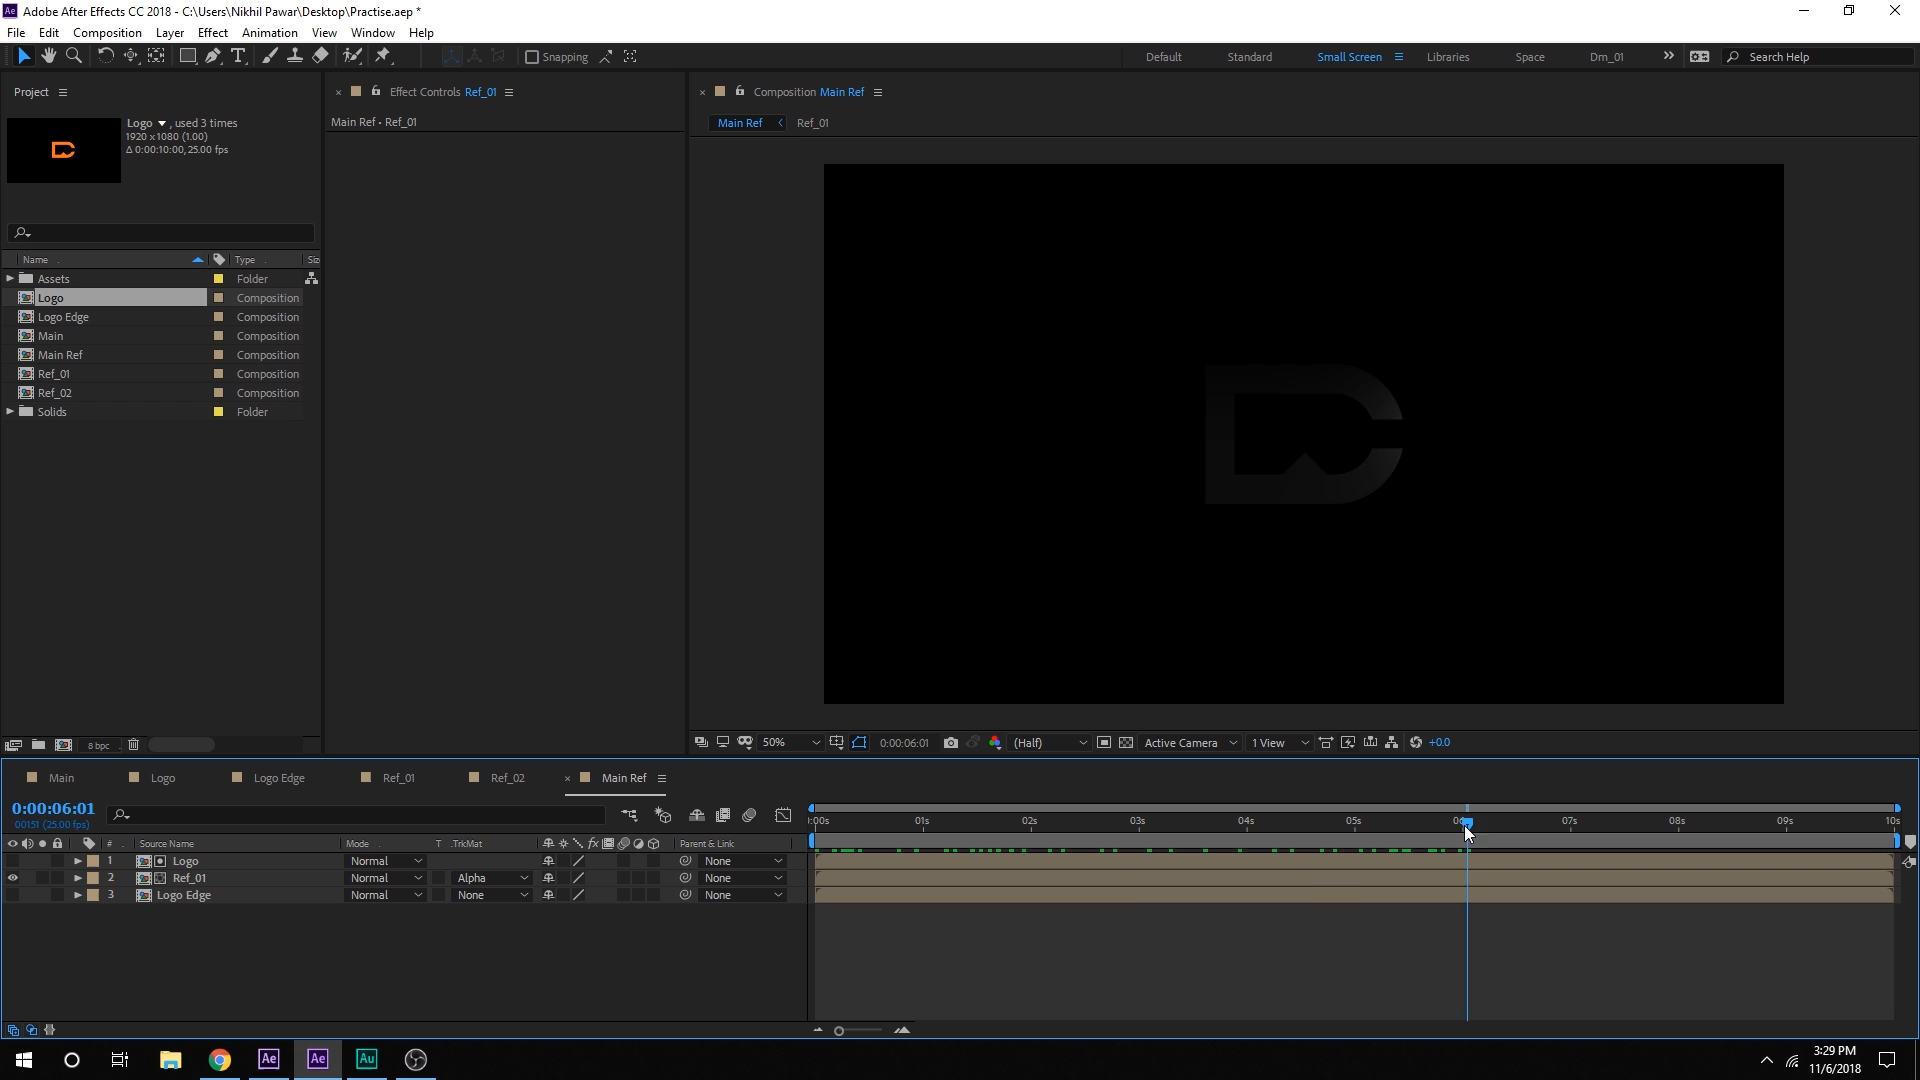 Ae Adobe After Effects CC 2018 - C:\Users\Nikhil Pawar\Desktop\Practise.aep *
File Edit Composition Layer Effect Animation View Window Help
Snapping Default Standard Small Screen Libraries Space Dm_01 Search Help
Project
Logo , used 3 times
1920 x 1080 (1.00)
Δ 0:00:10:00, 25.00 fps
Name Type Siz
Assets Folder
Logo Composition
Logo Edge Composition
Main Composition
Main Ref Composition
Ref_01 Composition
Ref_02 Composition
Solids Folder
8 bpc
Effect Controls Ref_01
Main Ref • Ref_01
Composition Main Ref
Main Ref Ref_01
50% 0:00:06:01 (Half) Active Camera 1 View +0.0
Main Logo Logo Edge Ref_01 Ref_02 Main Ref
0:00:06:01
00151 (25.00 fps)
:00s 01s 02s 03s 04s 05s 07s 08s 09s 10s
# Source Name Mode T .TrkMat Parent & Link
1 Logo Normal None
2 Ref_01 Normal Alpha None
3 Logo Edge Normal None None
Ae Ae Au
3:29 PM
11/6/2018